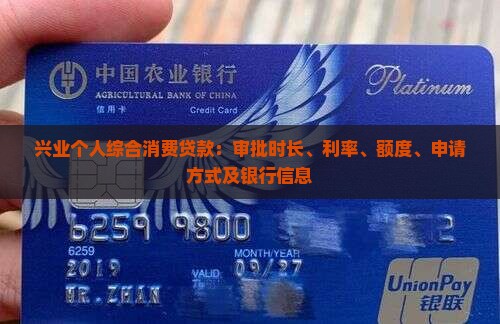 中国农业银行
AGRICULTURAL BANK OF CHINA
Platinum
信用卡 Credit Card
兴业个人综合消费贷款：审批时长、利率、额度、申请
方式及银行信息
6259 9800 2
6259
MONTH/YEAR
2019 VALID 09/27
MR.ZHAN
UnionPay
银联